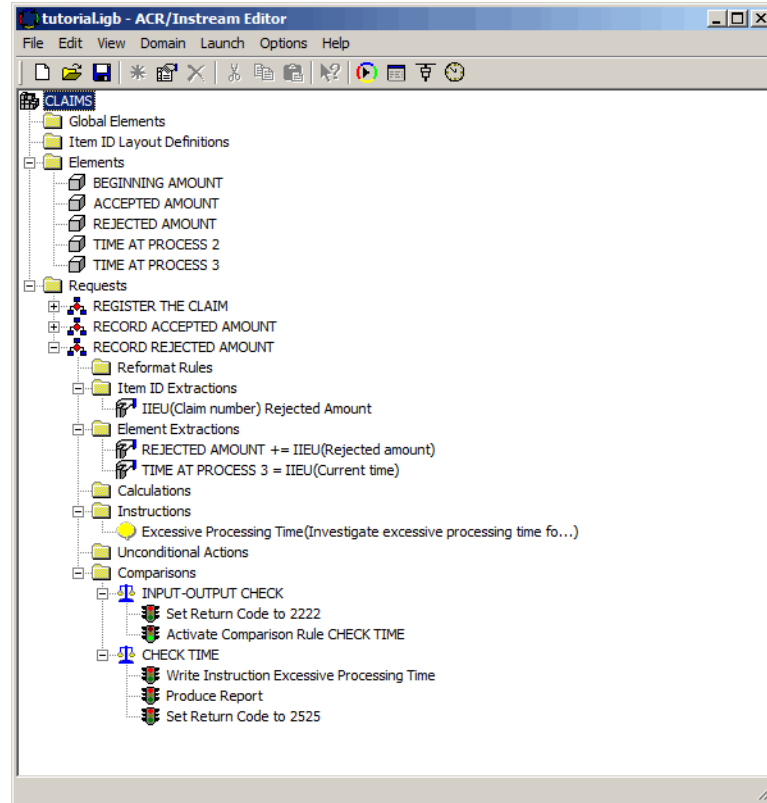 tutorial.igb - ACR/Instream Editor
File Edit View Domain Launch Options Help
CLAIMS
Global Elements
Item ID Layout Definitions
Elements
BEGINNING AMOUNT
ACCEPTED AMOUNT
REJECTED AMOUNT
TIME AT PROCESS 2
TIME AT PROCESS 3
Requests
REGISTER THE CLAIM
RECORD ACCEPTED AMOUNT
RECORD REJECTED AMOUNT
Reformat Rules
Item ID Extractions
IIEU(Claim number) Rejected Amount
Element Extractions
REJECTED AMOUNT += IIEU(Rejected amount)
TIME AT PROCESS 3 = IIEU(Current time)
Calculations
Instructions
Excessive Processing Time(Investigate excessive processing time fo...)
Unconditional Actions
Comparisons
INPUT-OUTPUT CHECK
Set Return Code to 2222
Activate Comparison Rule CHECK TIME
CHECK TIME
Write Instruction Excessive Processing Time
Produce Report
Set Return Code to 2525